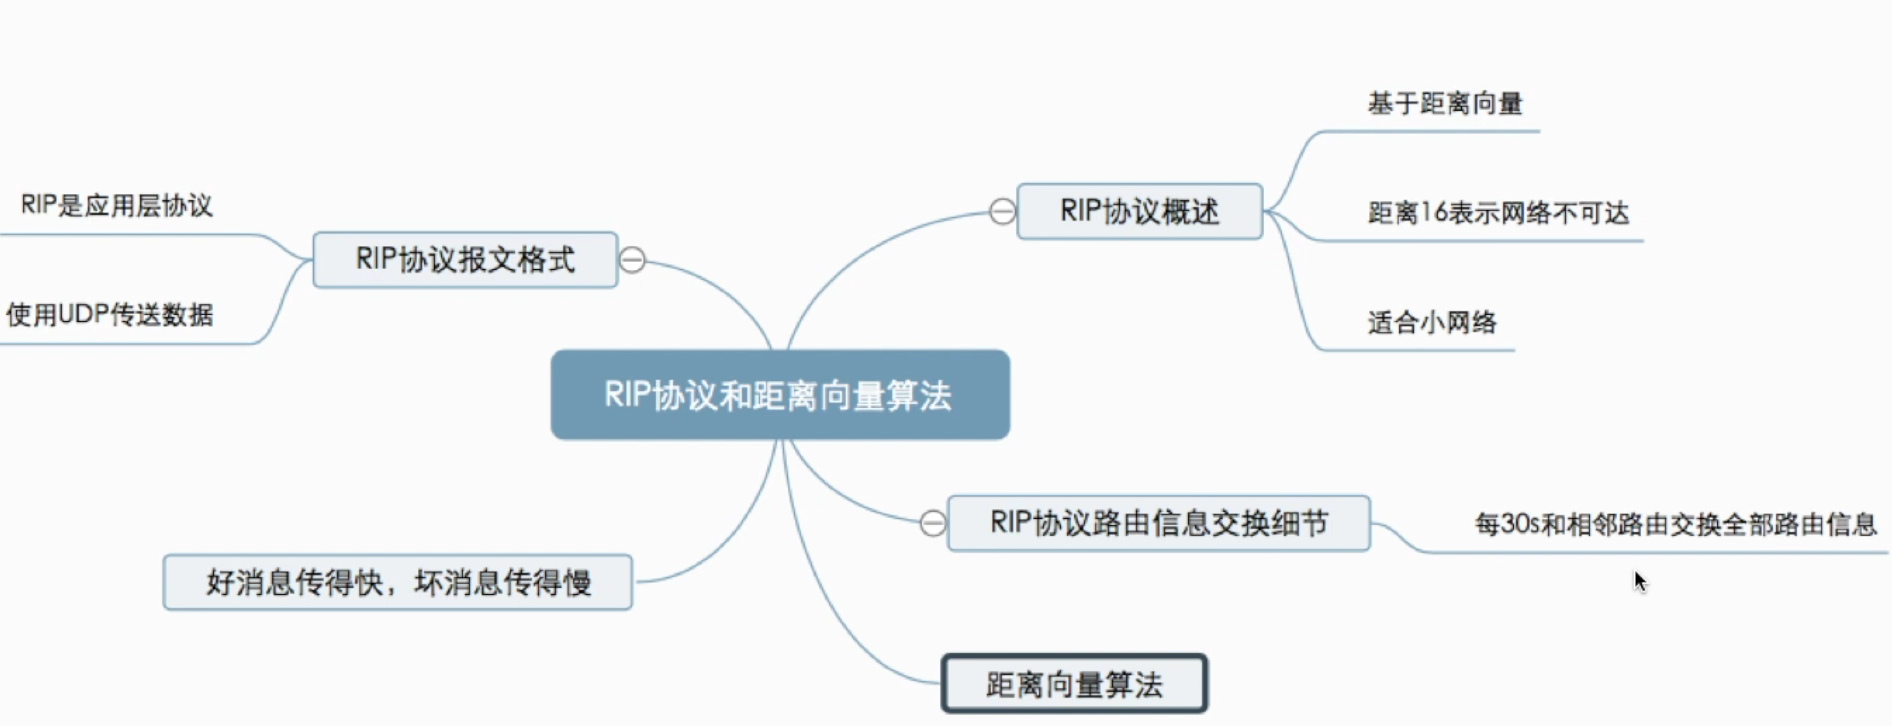 基于距离向量
RIP是应用层协议
RIP协议概述
距离16表示网络不可达
RIP协议报文格式
使用UDP传送数据
适合小网络
RIP协议和距离向量算法
RIP协议路由信息交换细节
每30s和相邻路由交换全部路由信息
好消息传得快，坏消息传得慢
距离向量算法